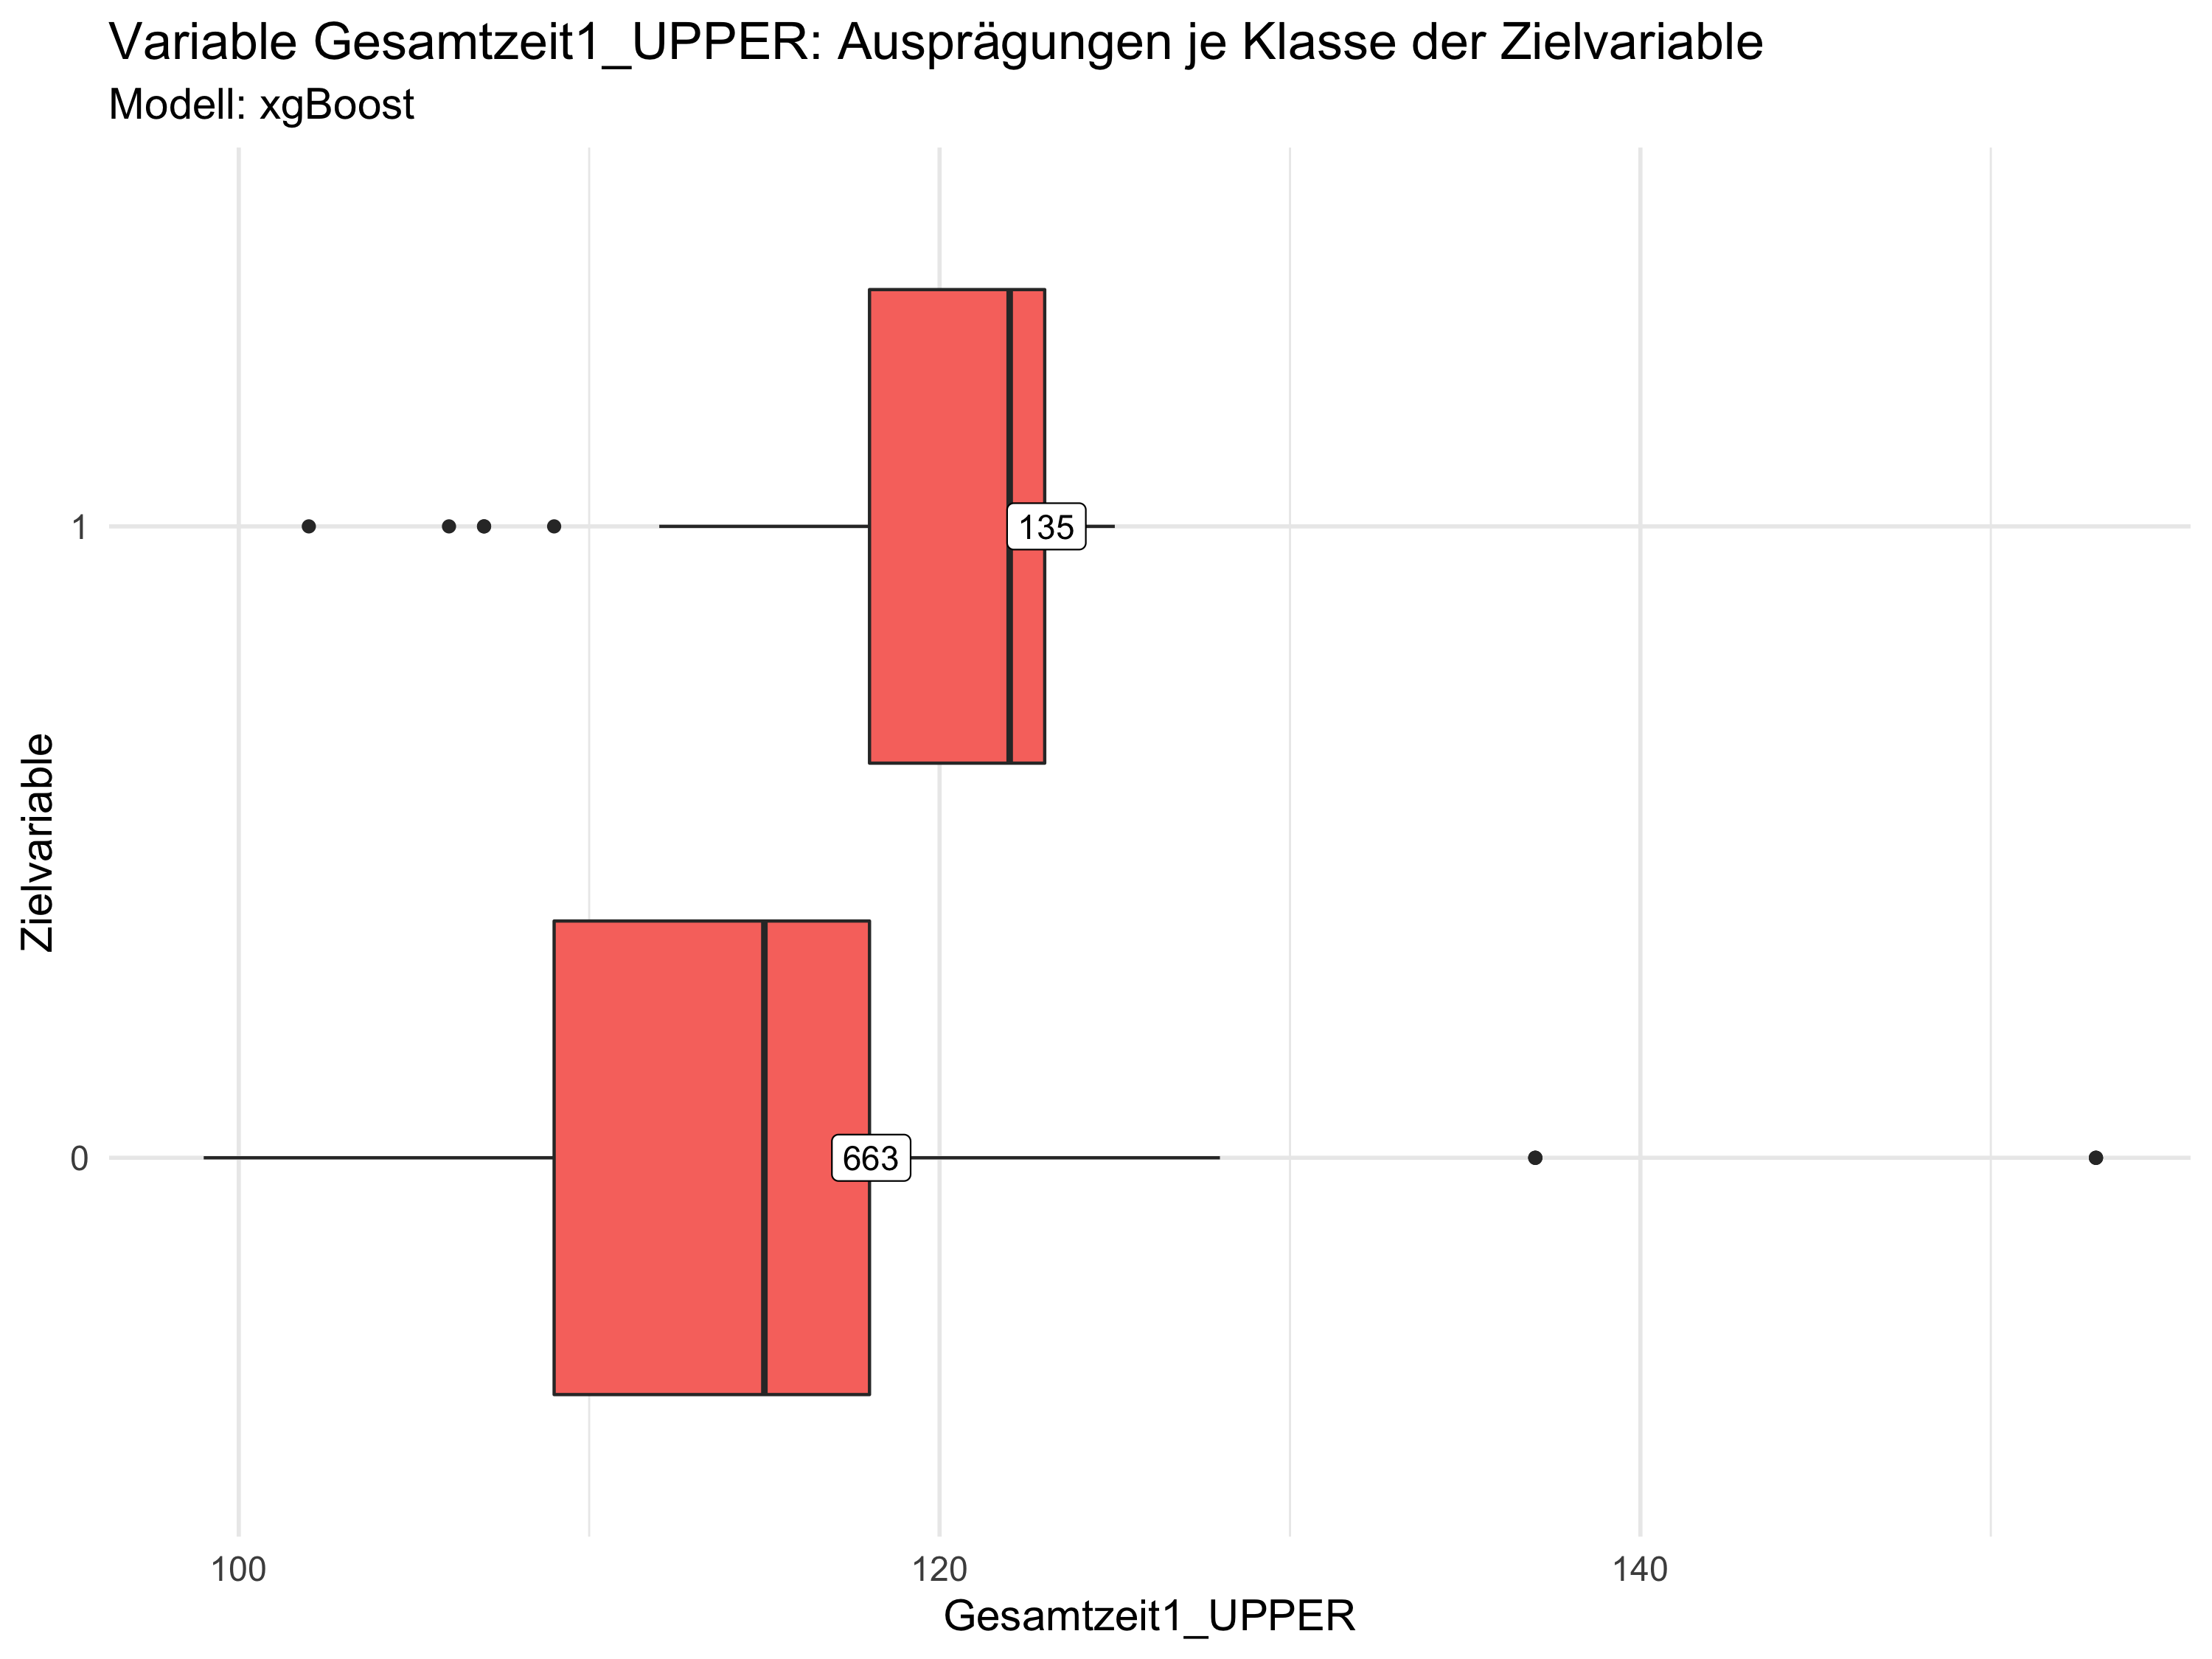 Variable Gesamtzeit1_UPPER: Ausprägungen je Klasse der Zielvariable
Modell: xgBoost
Zielvariable
1
135
0
663
100 120 140
Gesamtzeit1_UPPER